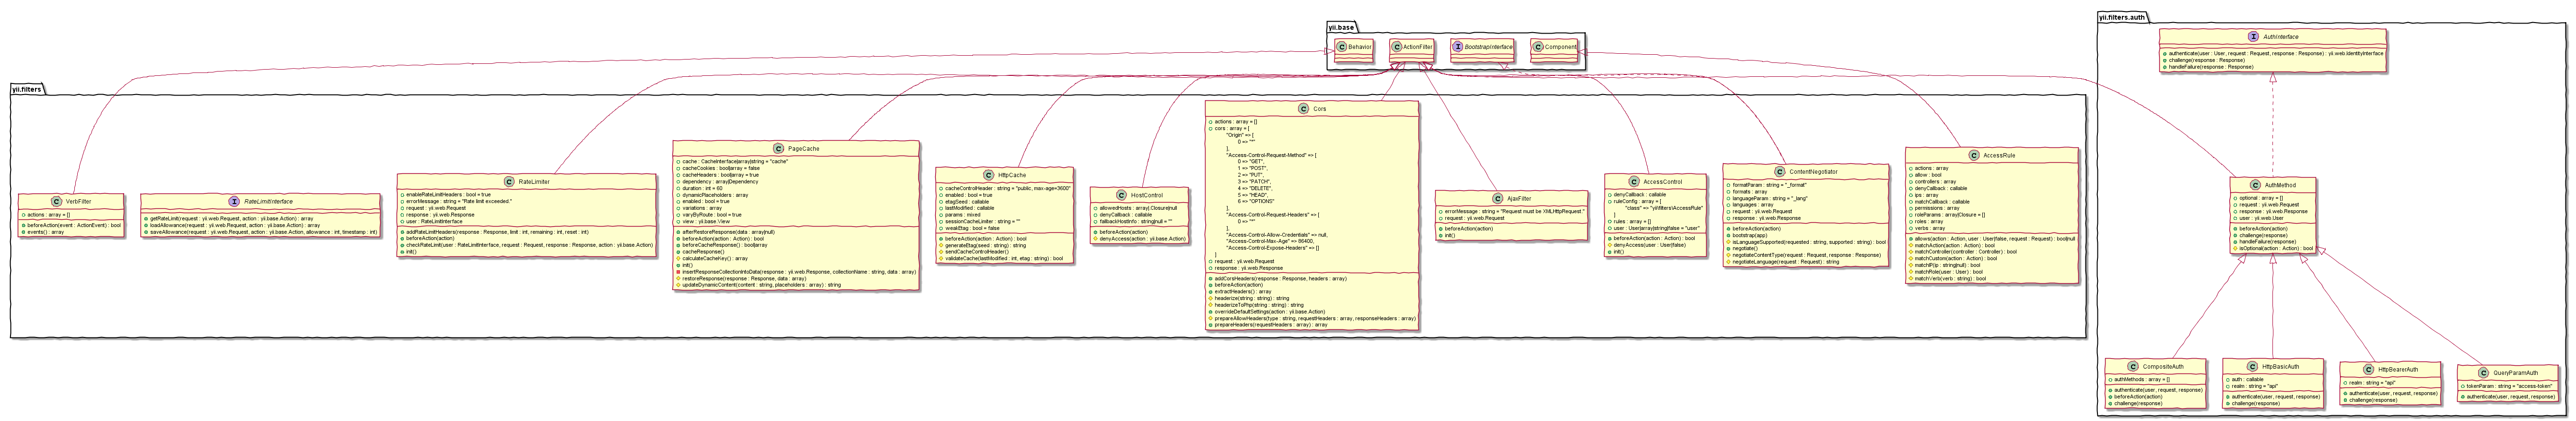 yii.base
Behavior
ActionFilter
BootstrapInterface
Component
yii.filters
VerbFilter
actions : array = []
beforeAction(event : ActionEvent) : bool
events() : array
RateLimitInterface
getRateLimit(request : yii.web.Request, action : yii.base.Action) : array
loadAllowance(request : yii.web.Request, action : yii.base.Action) : array
saveAllowance(request : yii.web.Request, action : yii.base.Action, allowance : int, timestamp : int)
RateLimiter
enableRateLimitHeaders : bool = true
errorMessage : string = "Rate limit exceeded."
request : yii.web.Request
response : yii.web.Response
user : RateLimitInterface
addRateLimitHeaders(response : Response, limit : int, remaining : int, reset : int)
beforeAction(action)
checkRateLimit(user : RateLimitInterface, request : Request, response : Response, action : yii.base.Action)
init()
PageCache
cache : CacheInterface|array|string = "cache"
cacheCookies : bool|array = false
cacheHeaders : bool|array = true
dependency : array|Dependency
duration : int = 60
dynamicPlaceholders : array
enabled : bool = true
variations : array
varyByRoute : bool = true
view : yii.base.View
afterRestoreResponse(data : array|null)
beforeAction(action : Action) : bool
beforeCacheResponse() : bool|array
cacheResponse()
calculateCacheKey() : array
init()
insertResponseCollectionIntoData(response : yii.web.Response, collectionName : string, data : array)
restoreResponse(response : Response, data : array)
updateDynamicContent(content : string, placeholders : array) : string
HttpCache
cacheControlHeader : string = "public, max-age=3600"
enabled : bool = true
etagSeed : callable
lastModified : callable
params : mixed
sessionCacheLimiter : string = ""
weakEtag : bool = false
beforeAction(action : Action) : bool
generateEtag(seed : string) : string
sendCacheControlHeader()
validateCache(lastModified : int, etag : string) : bool
HostControl
allowedHosts : array|Closure|null
denyCallback : callable
fallbackHostInfo : string|null = ""
beforeAction(action)
denyAccess(action : yii.base.Action)
Cors
actions : array = []
cors : array = [
"Origin" => [
0 => "*"
],
"Access-Control-Request-Method" => [
0 => "GET",
1 => "POST",
2 => "PUT",
3 => "PATCH",
4 => "DELETE",
5 => "HEAD",
6 => "OPTIONS"
],
"Access-Control-Request-Headers" => [
0 => "*"
],
"Access-Control-Allow-Credentials" => null,
"Access-Control-Max-Age" => 86400,
"Access-Control-Expose-Headers" => []
]
request : yii.web.Request
response : yii.web.Response
addCorsHeaders(response : Response, headers : array)
beforeAction(action)
extractHeaders() : array
headerize(string : string) : string
headerizeToPhp(string : string) : string
overrideDefaultSettings(action : yii.base.Action)
prepareAllowHeaders(type : string, requestHeaders : array, responseHeaders : array)
prepareHeaders(requestHeaders : array) : array
AjaxFilter
errorMessage : string = "Request must be XMLHttpRequest."
request : yii.web.Request
beforeAction(action)
init()
AccessControl
denyCallback : callable
ruleConfig : array = [
"class" => "yii\filters\AccessRule"
]
rules : array = []
user : User|array|string|false = "user"
beforeAction(action : Action) : bool
denyAccess(user : User|false)
init()
ContentNegotiator
formatParam : string = "_format"
formats : array
languageParam : string = "_lang"
languages : array
request : yii.web.Request
response : yii.web.Response
beforeAction(action)
bootstrap(app)
isLanguageSupported(requested : string, supported : string) : bool
negotiate()
negotiateContentType(request : Request, response : Response)
negotiateLanguage(request : Request) : string
AccessRule
actions : array
allow : bool
controllers : array
denyCallback : callable
ips : array
matchCallback : callable
permissions : array
roleParams : array|Closure = []
roles : array
verbs : array
allows(action : Action, user : User|false, request : Request) : bool|null
matchAction(action : Action) : bool
matchController(controller : Controller) : bool
matchCustom(action : Action) : bool
matchIP(ip : string|null) : bool
matchRole(user : User) : bool
matchVerb(verb : string) : bool
yii.filters.auth
AuthInterface
authenticate(user : User, request : Request, response : Response) : yii.web.IdentityInterface
challenge(response : Response)
handleFailure(response : Response)
AuthMethod
optional : array = []
request : yii.web.Request
response : yii.web.Response
user : yii.web.User
beforeAction(action)
challenge(response)
handleFailure(response)
isOptional(action : Action) : bool
CompositeAuth
authMethods : array = []
authenticate(user, request, response)
beforeAction(action)
challenge(response)
HttpBasicAuth
auth : callable
realm : string = "api"
authenticate(user, request, response)
challenge(response)
HttpBearerAuth
realm : string = "api"
authenticate(user, request, response)
challenge(response)
QueryParamAuth
tokenParam : string = "access-token"
authenticate(user, request, response)